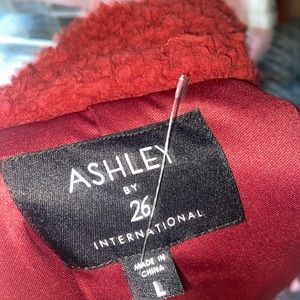 ASHLEY
BY
26
INTERNATIONAL
MADE IN
CHINA
L